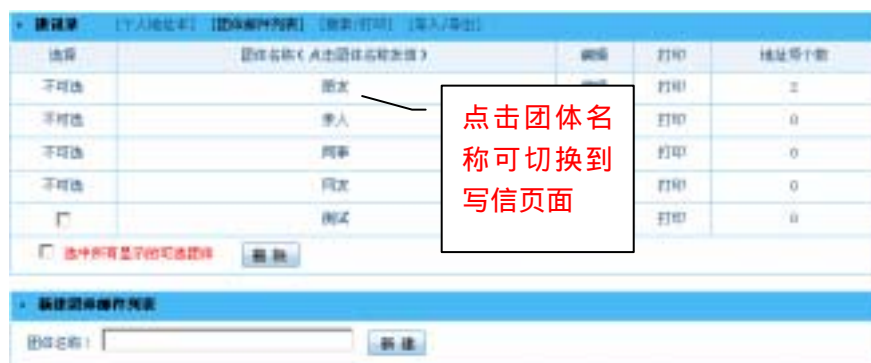 通讯录 [个人地址本] [团体邮件列表] [搜索/打印] [导入/导出]
选择 团体名称(点击团体名称发信) 编辑 打印 地址项个数
不可选 朋友 编辑 打印 2
不可选 亲人 打印 0
不可选 同事 打印 0
不可选 网友 打印 0
测试 打印 0
点击团体名
称可切换到
写信页面
选中所有显示的可选团体 删 除
新建团体邮件列表
团体名称: 新 建